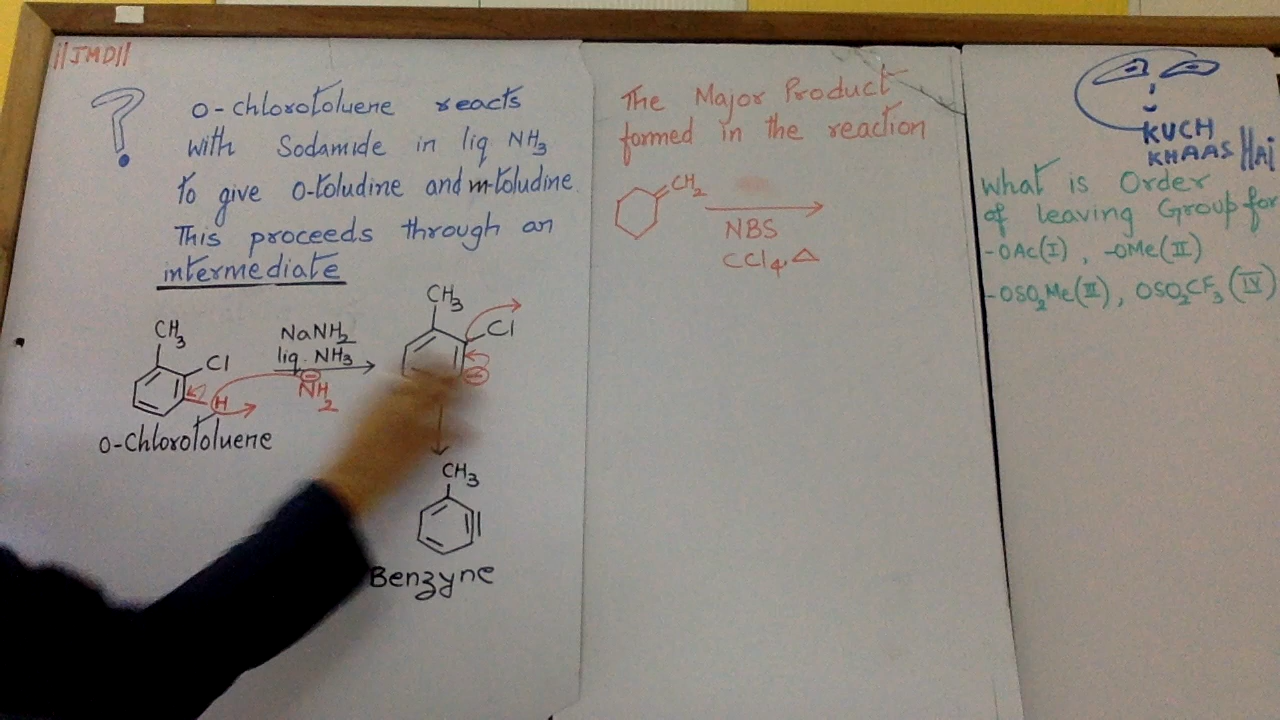 ||JMD||
?
o-chlorotoluene reacts
with Sodamide in liq NH3
to give o-toludine and m-toludine
This proceeds through an
intermediate
CH3
Cl
H
o-Chlorotoluene
NaNH2
liq. NH3
⊖
NH2
CH3
Cl
⊖
CH3
Benzyne
The Major Product
formed in the reaction
CH2
NBS
CCl4, Δ
KUCH
KHAAS HAi
What is Order
of leaving Group for
-OAc(I), -OMe(II)
-OSO2Me(III), OSO2CF3(IV)